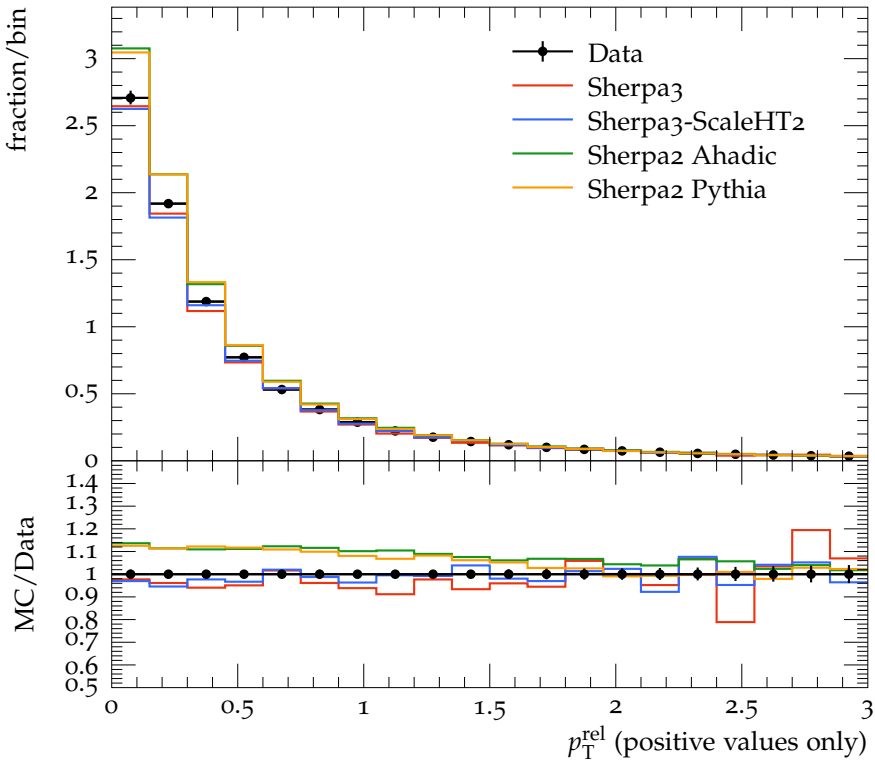 fraction/bin
3
2.5
2
1.5
1
0.5
0
Data
Sherpa3
Sherpa3-ScaleHT2
Sherpa2 Ahadic
Sherpa2 Pythia
MC/Data
1.4
1.3
1.2
1.1
1
0.9
0.8
0.7
0.6
0.5
0 0.5 1 1.5 2 2.5 3
p_T^rel (positive values only)